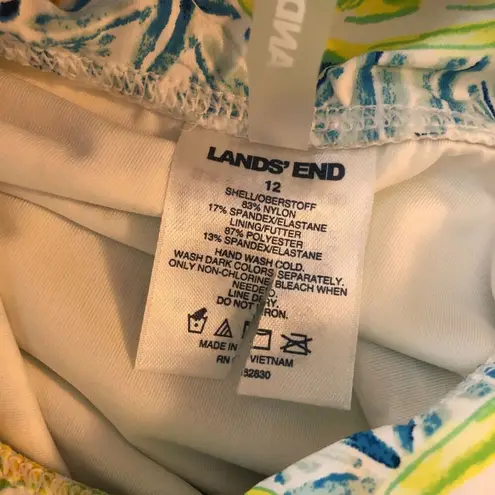 LANDS' END
12
SHELL/OBERSTOFF
83% NYLON
17% SPANDEX/ELASTANE
LINING/FUTTER
87% POLYESTER
13% SPANDEX/ELASTANE
HAND WASH COLD.
WASH DARK COLORS SEPARATELY.
ONLY NON-CHLORINE BLEACH WHEN
LINE DRY.
DO NOT IRON.
MADE IN VIETNAM
RN